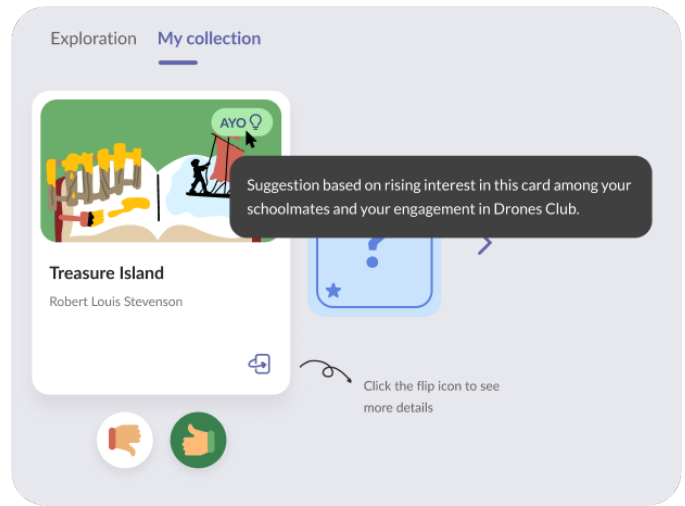 Exploration My collection
AYO
Suggestion based on rising interest in this card among your
schoolmates and your engagement in Drones Club.
?
Treasure Island
Robert Louis Stevenson
Click the flip icon to see
more details